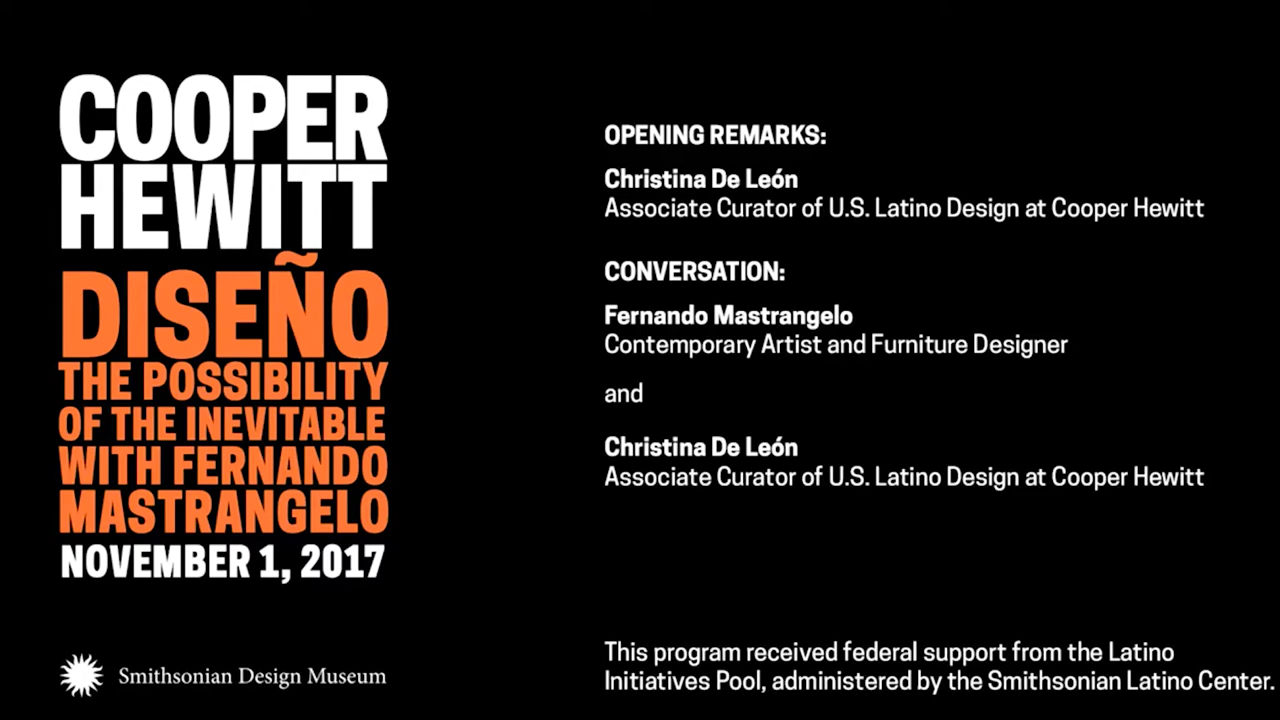 COOPER
HEWITT
DISEÑO
THE POSSIBILITY
OF THE INEVITABLE
WITH FERNANDO
MASTRANGELO
NOVEMBER 1, 2017
Smithsonian Design Museum
OPENING REMARKS:
Christina De León
Associate Curator of U.S. Latino Design at Cooper Hewitt
CONVERSATION:
Fernando Mastrangelo
Contemporary Artist and Furniture Designer
and
Christina De León
Associate Curator of U.S. Latino Design at Cooper Hewitt
This program received federal support from the Latino
Initiatives Pool, administered by the Smithsonian Latino Center.